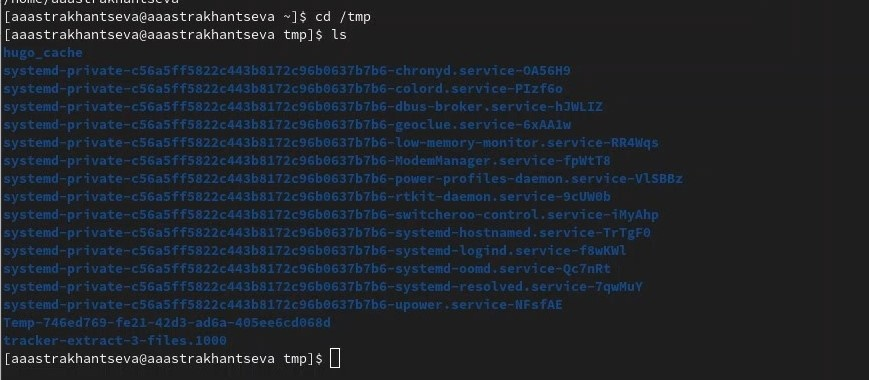 /home/aaastrakhantseva
[aaastrakhantseva@aaastrakhantseva ~]$ cd /tmp
[aaastrakhantseva@aaastrakhantseva tmp]$ ls
hugo_cache
systemd-private-c56a5ff5822c443b8172c96b0637b7b6-chronyd.service-OA56H9
systemd-private-c56a5ff5822c443b8172c96b0637b7b6-colord.service-PIzf6o
systemd-private-c56a5ff5822c443b8172c96b0637b7b6-dbus-broker.service-hJWLIZ
systemd-private-c56a5ff5822c443b8172c96b0637b7b6-geoclue.service-6xAA1w
systemd-private-c56a5ff5822c443b8172c96b0637b7b6-low-memory-monitor.service-RR4Wqs
systemd-private-c56a5ff5822c443b8172c96b0637b7b6-ModemManager.service-fpWtT8
systemd-private-c56a5ff5822c443b8172c96b0637b7b6-power-profiles-daemon.service-VlSBBz
systemd-private-c56a5ff5822c443b8172c96b0637b7b6-rtkit-daemon.service-9cUW0b
systemd-private-c56a5ff5822c443b8172c96b0637b7b6-switcheroo-control.service-iMyAhp
systemd-private-c56a5ff5822c443b8172c96b0637b7b6-systemd-hostnamed.service-TrTgF0
systemd-private-c56a5ff5822c443b8172c96b0637b7b6-systemd-logind.service-f8wKWl
systemd-private-c56a5ff5822c443b8172c96b0637b7b6-systemd-oomd.service-Qc7nRt
systemd-private-c56a5ff5822c443b8172c96b0637b7b6-systemd-resolved.service-7qwMuY
systemd-private-c56a5ff5822c443b8172c96b0637b7b6-upower.service-NFsfAE
Temp-746ed769-fe21-42d3-ad6a-405ee6cd068d
tracker-extract-3-files.1000
[aaastrakhantseva@aaastrakhantseva tmp]$